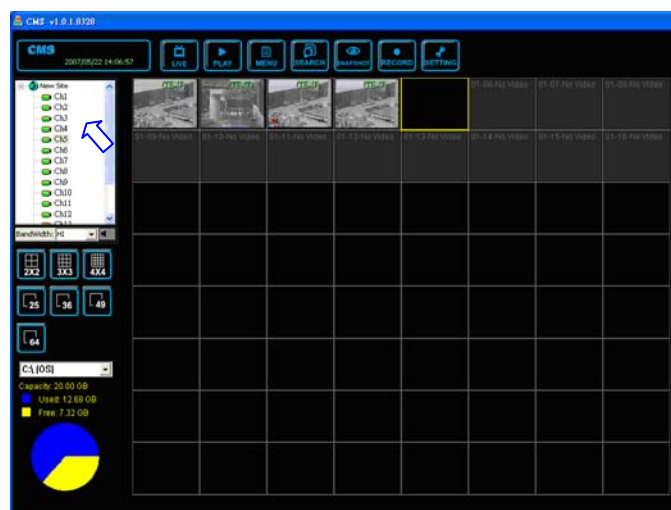 CMS v1.0.1.0328
CMS
2007/05/22 14:06:57
LIVE
PLAY
MENU
SEARCH
SNAPSHOT
RECORD
SETTING
New Site
Ch1
Ch2
Ch3
Ch4
Ch5
Ch6
Ch7
Ch8
Ch9
Ch10
Ch11
Ch12
01-06-No Video
01-07-No Video
01-08-No Video
01-09-No Video
01-10-No Video
01-11-No Video
01-12-No Video
01-13-No Video
01-14-No Video
01-15-No Video
01-16-No Video
BandWidth: HI
2X2
3X3
4X4
25
36
49
64
C:\ (OS)
Capacity: 20.00 GB
Used: 12.68 GB
Free: 7.32 GB